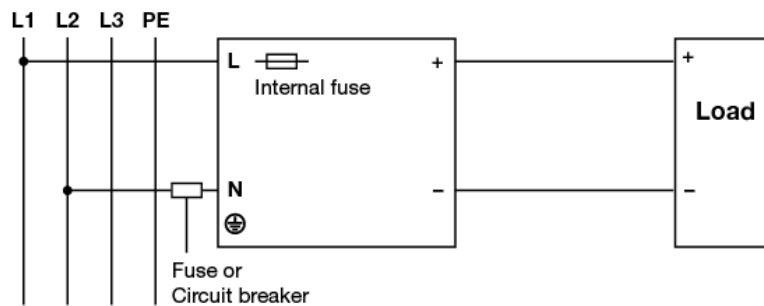 L1 L2 L3 PE
L + +
Internal fuse
Load
N − −
Fuse or
Circuit breaker